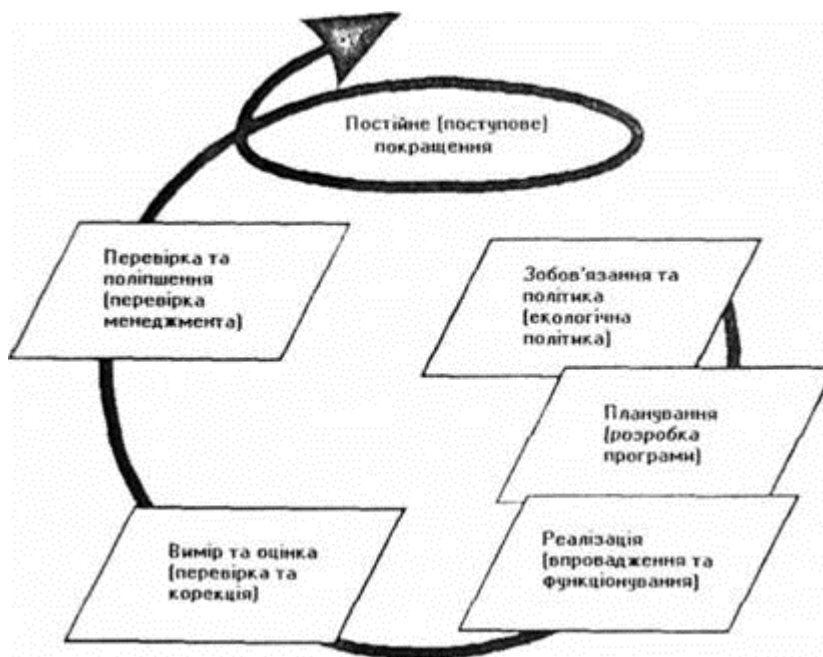 Постійне (поступове)
покращення
Перевірка та
поліпшення
(перевірка
менеджмента)
Зобов'язання та
політика
(екологічна
політика)
Планування
(розробка
програми)
Вимір та оцінка
(перевірка та
корекція)
Реалізація
(впровадження та
функціонування)